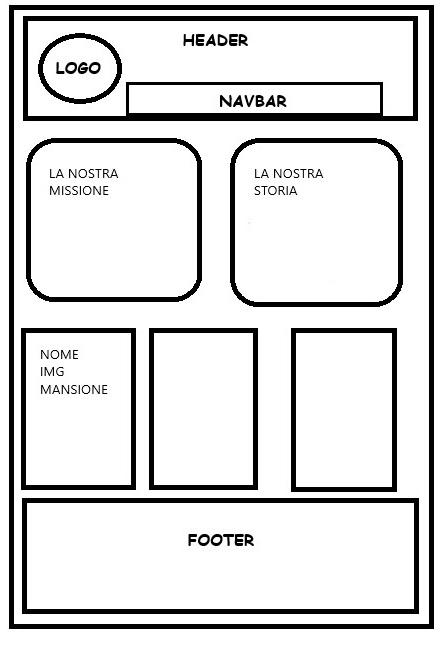 HEADER
LOGO
NAVBAR
LA NOSTRA
MISSIONE
LA NOSTRA
STORIA
NOME
IMG
MANSIONE
FOOTER